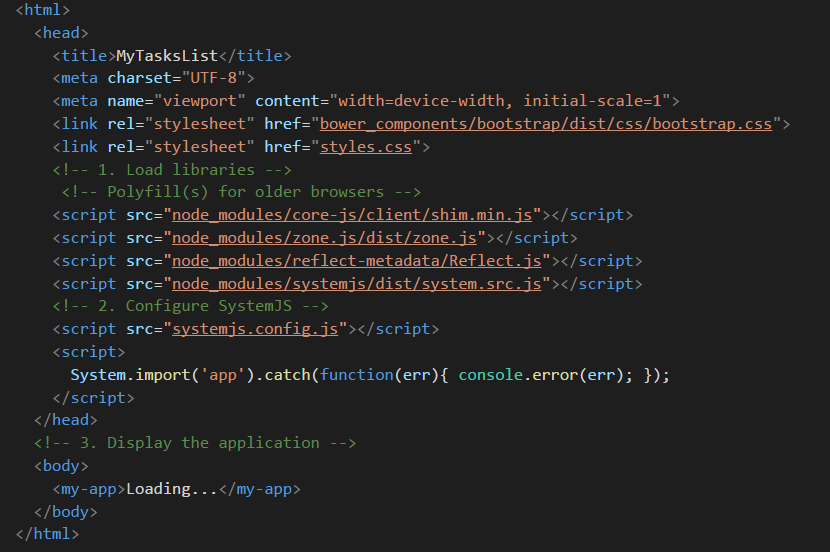 <html>
  <head>
    <title>MyTasksList</title>
    <meta charset="UTF-8">
    <meta name="viewport" content="width=device-width, initial-scale=1">
    <link rel="stylesheet" href="bower_components/bootstrap/dist/css/bootstrap.css">
    <link rel="stylesheet" href="styles.css">
    <!-- 1. Load libraries -->
     <!-- Polyfill(s) for older browsers -->
    <script src="node_modules/core-js/client/shim.min.js"></script>
    <script src="node_modules/zone.js/dist/zone.js"></script>
    <script src="node_modules/reflect-metadata/Reflect.js"></script>
    <script src="node_modules/systemjs/dist/system.src.js"></script>
    <!-- 2. Configure SystemJS -->
    <script src="systemjs.config.js"></script>
    <script>
      System.import('app').catch(function(err){ console.error(err); });
    </script>
  </head>
  <!-- 3. Display the application -->
  <body>
    <my-app>Loading...</my-app>
  </body>
</html>